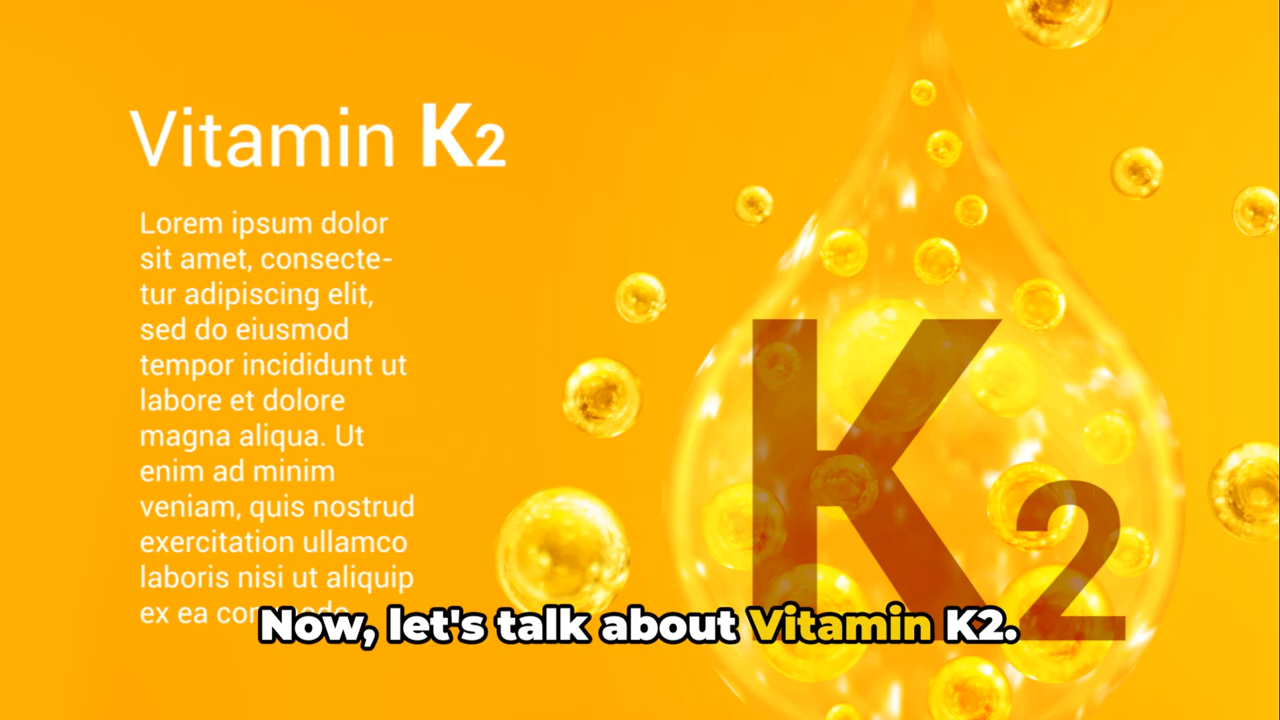 Vitamin K2
Lorem ipsum dolor
sit amet, consecte-
tur adipiscing elit,
sed do eiusmod
tempor incididunt ut
labore et dolore
magna aliqua. Ut
enim ad minim
veniam, quis nostrud
exercitation ullamco
laboris nisi ut aliquip
ex ea
Now, let's talk about Vitamin K2.
K2